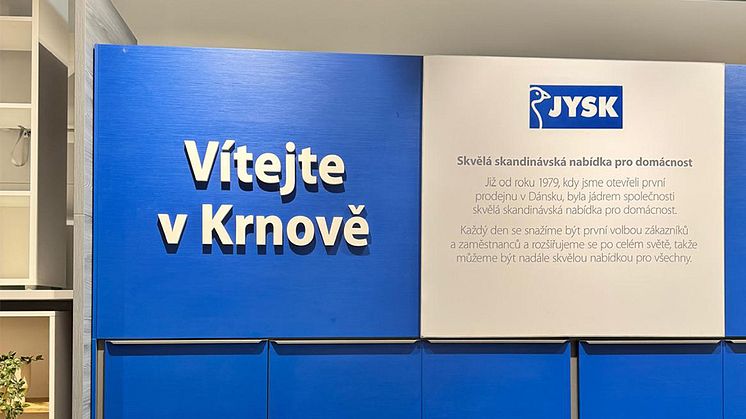 Vítejte
v Krnově
JYSK
Skvělá skandinávská nabídka pro domácnost
Již od roku 1979, kdy jsme otevřeli první
prodejnu v Dánsku, byla jádrem společnosti
skvělá skandinávská nabídka pro domácnost.
Každý den se snažíme být první volbou zákazníků
a zaměstnanců a rozšiřujeme se po celém světě, takže
můžeme být nadále skvělou nabídkou pro všechny.